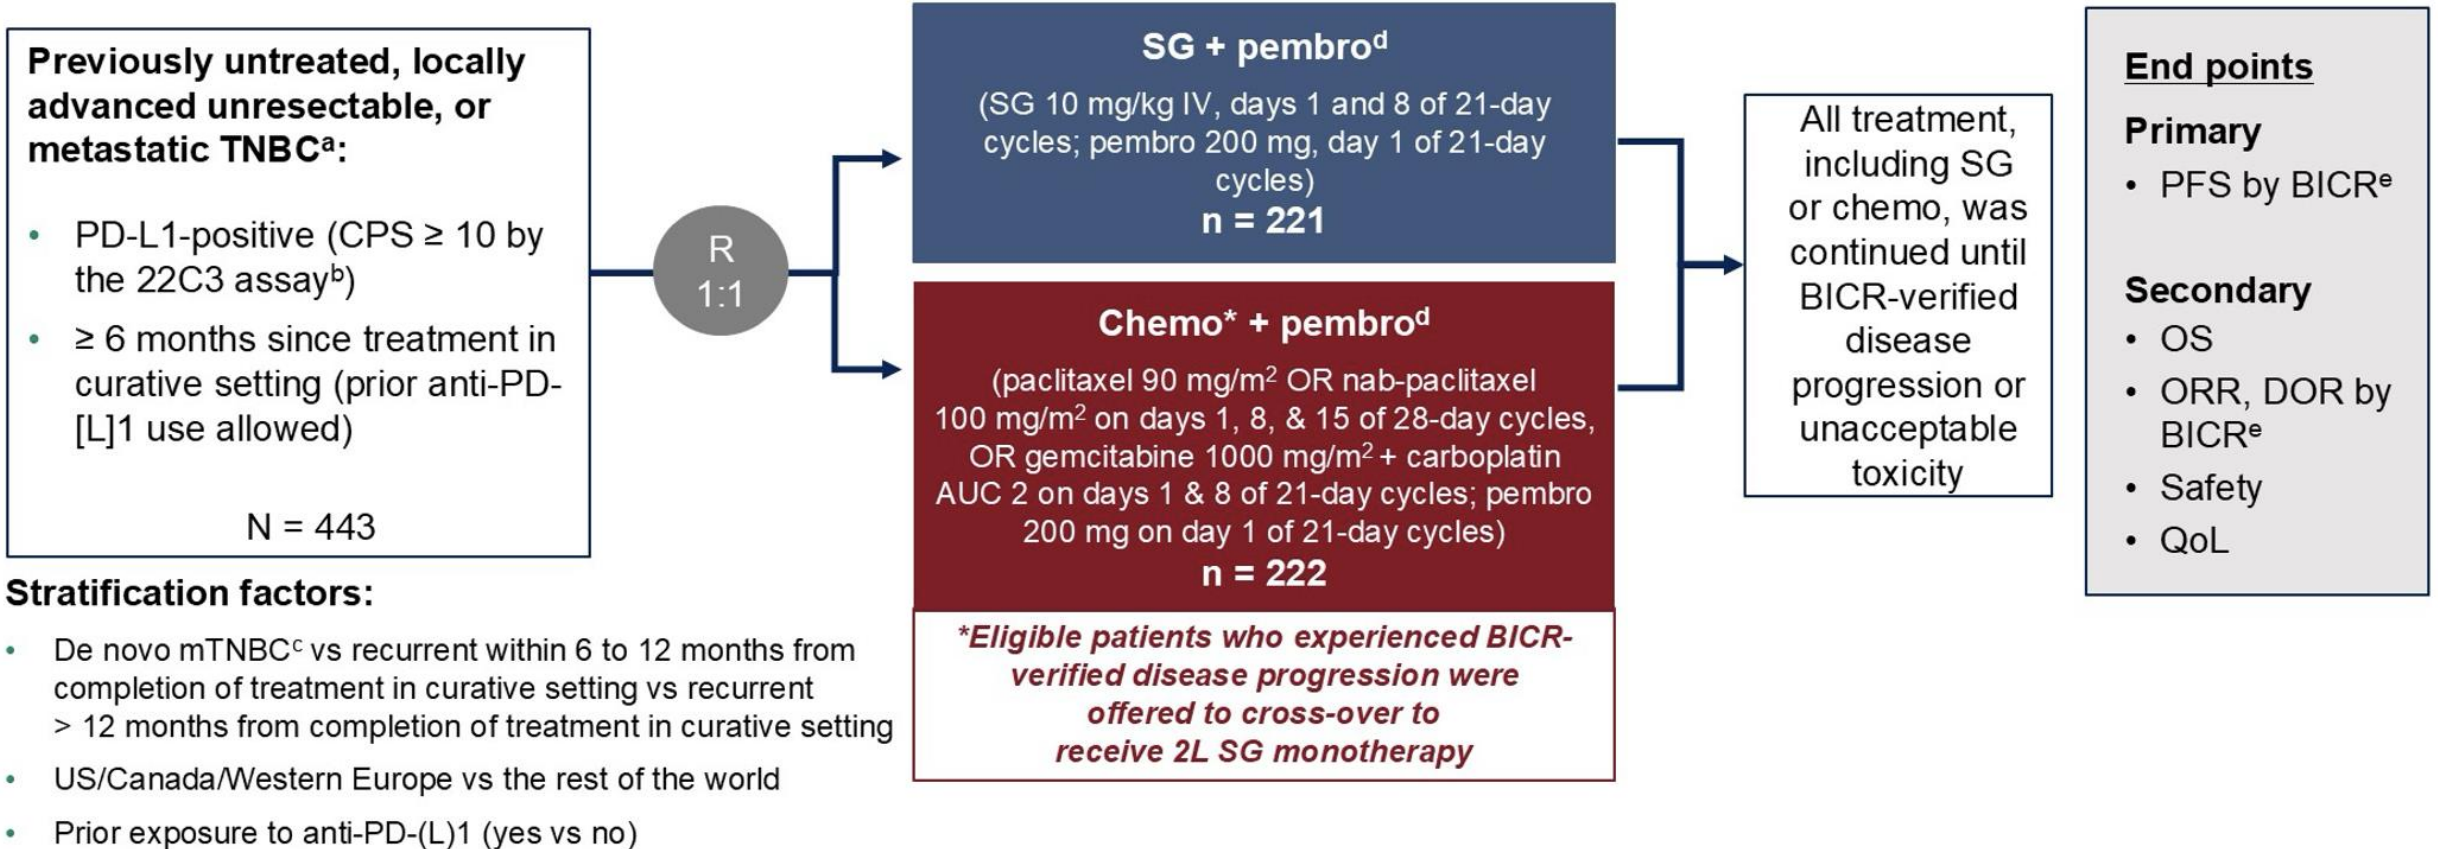 Previously untreated, locally
advanced unresectable, or
metastatic TNBCᵃ:
• PD-L1-positive (CPS ≥ 10 by
the 22C3 assayᵇ)
• ≥ 6 months since treatment in
curative setting (prior anti-PD-
[L]1 use allowed)
N = 443
Stratification factors:
• De novo mTNBCᶜ vs recurrent within 6 to 12 months from
completion of treatment in curative setting vs recurrent
> 12 months from completion of treatment in curative setting
• US/Canada/Western Europe vs the rest of the world
• Prior exposure to anti-PD-(L)1 (yes vs no)
R
1:1
SG + pembroᵈ
(SG 10 mg/kg IV, days 1 and 8 of 21-day
cycles; pembro 200 mg, day 1 of 21-day
cycles)
n = 221
Chemo* + pembroᵈ
(paclitaxel 90 mg/m² OR nab-paclitaxel
100 mg/m² on days 1, 8, & 15 of 28-day cycles,
OR gemcitabine 1000 mg/m² + carboplatin
AUC 2 on days 1 & 8 of 21-day cycles; pembro
200 mg on day 1 of 21-day cycles)
n = 222
*Eligible patients who experienced BICR-
verified disease progression were
offered to cross-over to
receive 2L SG monotherapy
All treatment,
including SG
or chemo, was
continued until
BICR-verified
disease
progression or
unacceptable
toxicity
End points
Primary
• PFS by BICRᵉ
Secondary
• OS
• ORR, DOR by
BICRᵉ
• Safety
• QoL